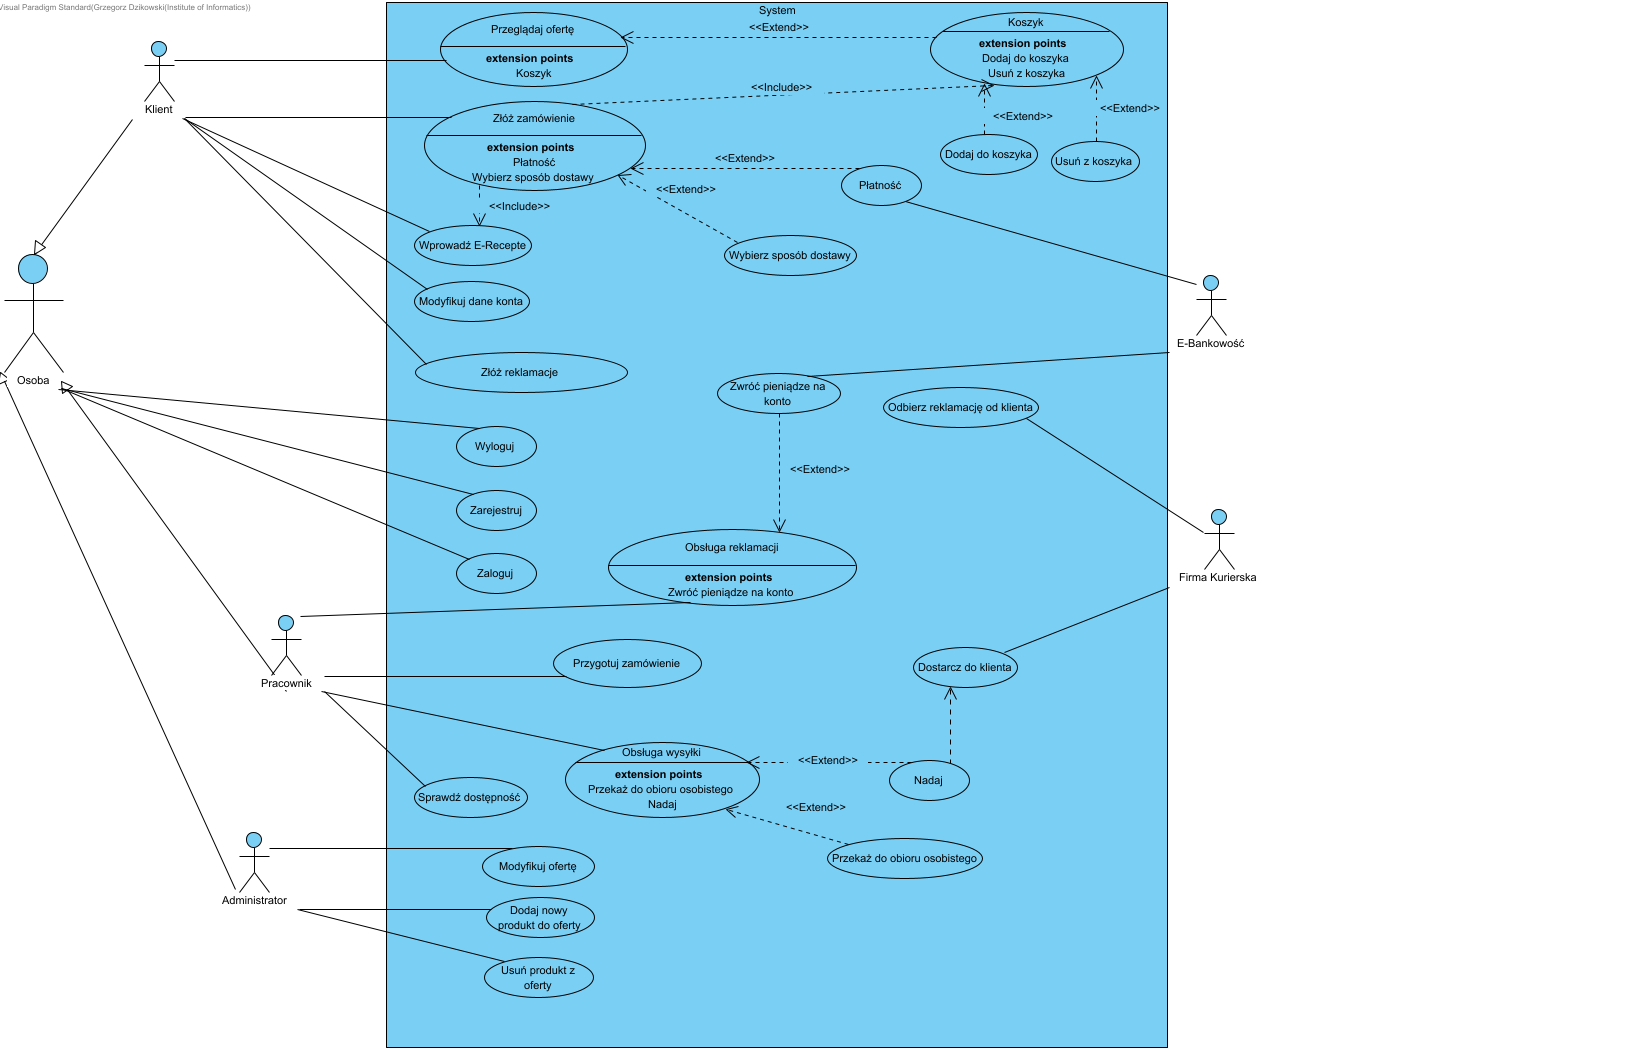 Visual Paradigm Standard(Grzegorz Dzikowski(Institute of Informatics))
System
Przeglądaj ofertę
extension points
Koszyk
<<Extend>>
Koszyk
extension points
Dodaj do koszyka
Usuń z koszyka
Klient
<<Include>>
<<Extend>>
<<Extend>>
Złóż zamówienie
extension points
Płatność
Wybierz sposób dostawy
Dodaj do koszyka
Usuń z koszyka
<<Extend>>
<<Extend>>
Płatność
<<Include>>
Wprowadź E-Recepte
Wybierz sposób dostawy
Modyfikuj dane konta
E-Bankowość
Osoba
Złóż reklamacje
Zwróć pieniądze na
konto
Odbierz reklamację od klienta
Wyloguj
<<Extend>>
Zarejestruj
Zaloguj
Obsługa reklamacji
extension points
Zwróć pieniądze na konto
Firma Kurierska
Pracownik
Przygotuj zamówienie
Dostarcz do klienta
Obsługa wysyłki
extension points
Przekaż do obioru osobistego
Nadaj
<<Extend>>
Nadaj
Sprawdź dostępność
<<Extend>>
Przekaż do obioru osobistego
Administrator
Modyfikuj ofertę
Dodaj nowy
produkt do oferty
Usuń produkt z
oferty